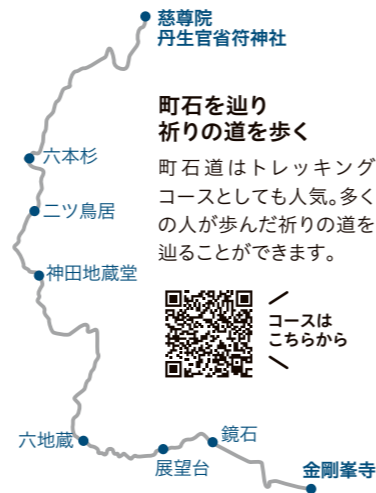 慈尊院
丹生官省符神社
町石を辿り
祈りの道を歩く
町石道はトレッキング
コースとしても人気。多く
の人が歩んだ祈りの道を
辿ることができます。
六本杉
二ツ鳥居
神田地蔵堂
コースは
こちらから
六地蔵
展望台
鏡石
金剛峯寺